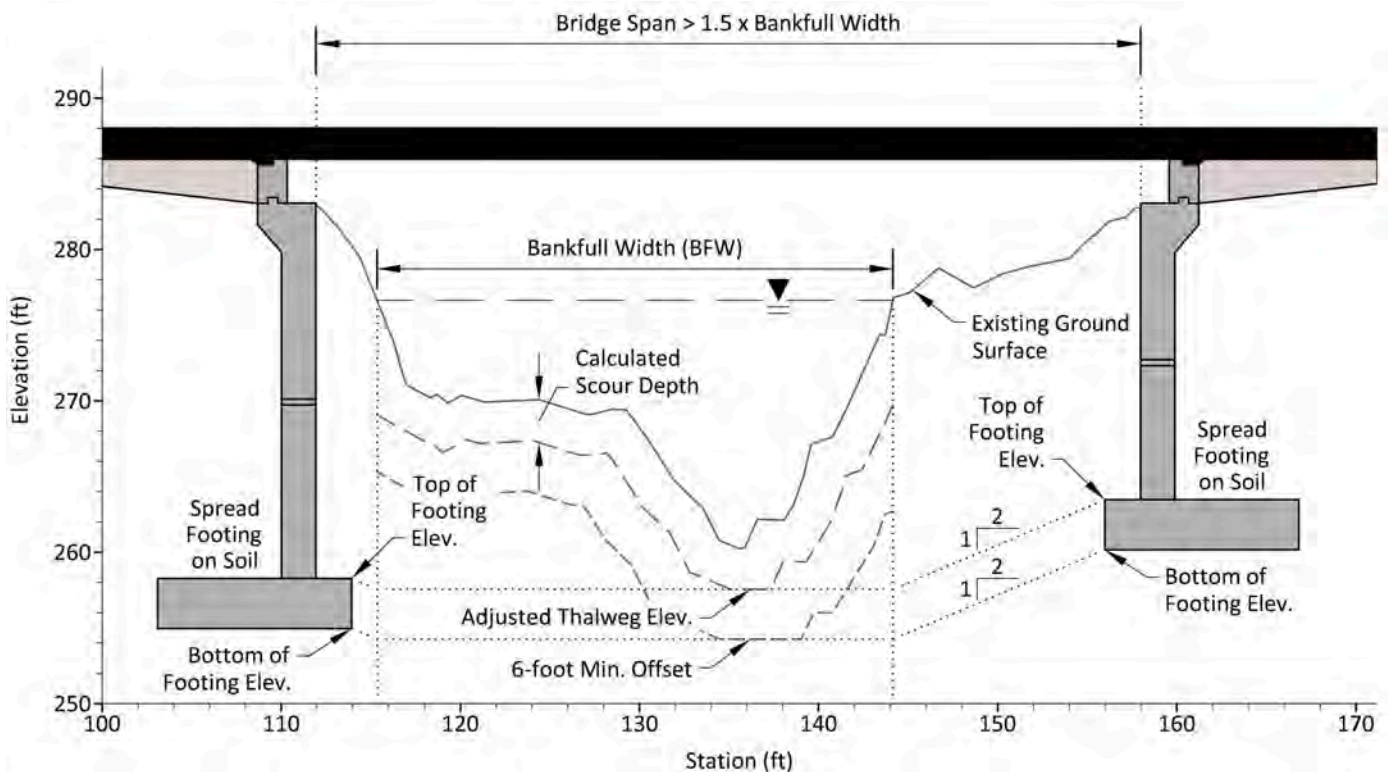 Bridge Span > 1.5 x Bankfull Width
290
280
270
260
250
Elevation (ft)
Bankfull Width (BFW)
Existing Ground
Surface
Calculated
Scour Depth
Top of
Footing
Elev.
Spread
Footing
on Soil
Top of
Footing
Elev.
Spread
Footing
on Soil
2
1
2
1
Adjusted Thalweg Elev.
Bottom of
Footing Elev.
6-foot Min. Offset
Bottom of
Footing Elev.
100
110
120
130
140
150
160
170
Station (ft)